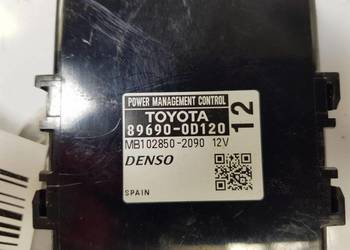 POWER MANAGEMENT CONTROL
TOYOTA
89690-0D120
12
MB102850-2090 12V
DENSO
SPAIN